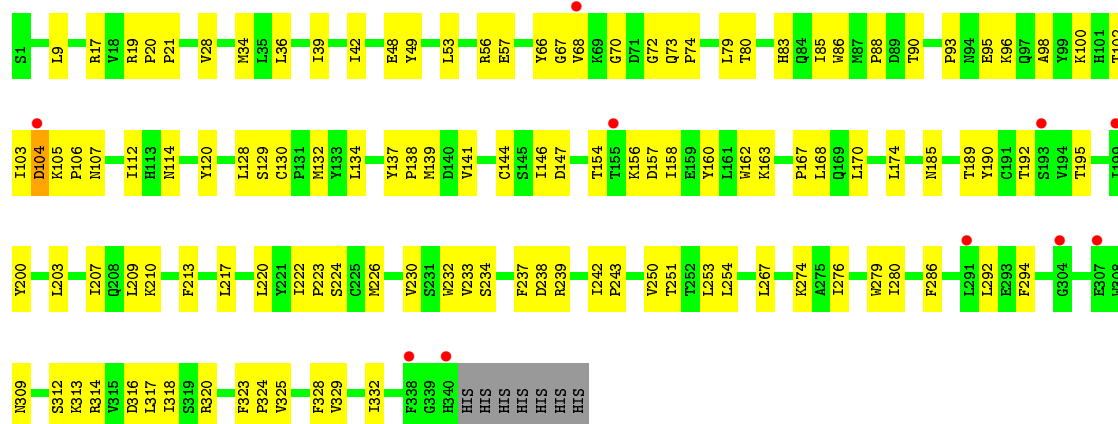 S1 L9 R17 V18 R19 P20 P21 V28 M34 L35 L36 I39 I42 E48 Y49 L53 R56 E57 Y66 G67 V68 K69 G70 D71 G72 Q73 P74 L79 T80 H83 Q84 I85 W86 M87 P88 D89 T90 P93 N94 E95 K96 Q97 A98 Y99 K100 H101 T102
I103 D104 K105 P106 N107 I112 H113 N114 Y120 L128 S129 C130 P131 M132 Y133 L134 Y137 P138 M139 D140 V141 C144 S145 I146 D147 T154 T155 K156 D157 I158 E159 Y160 L161 W162 K163 P167 L168 Q169 L170 L174 N185 T189 Y190 C191 T192 S193 V194 T195 I199
Y200 L203 I207 Q208 L209 K210 F213 L217 L220 Y221 I222 P223 S224 C225 M226 V230 S231 W232 V233 S234 F237 D238 R239 I242 P243 V250 T251 T252 L253 L254 L267 K274 A275 I276 W279 I280 F286 L291 L292 E293 F294 G304 E307 W308
N309 S312 K313 R314 V315 D316 L317 I318 S319 R320 F323 P324 V325 F328 V329 I332 F338 G339 H340 HIS HIS HIS HIS HIS HIS HIS